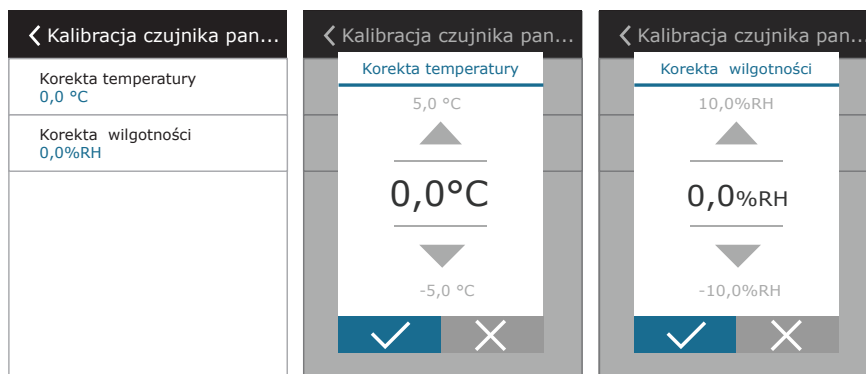 Kalibracja czujnika pan...
Korekta temperatury
0,0 °C
Korekta wilgotności
0,0%RH
Kalibracja czujnika pan...
Korekta temperatury
5,0 °C
0,0°C
-5,0 °C
Kalibracja czujnika pan...
Korekta wilgotności
10,0%RH
0,0%RH
-10,0%RH